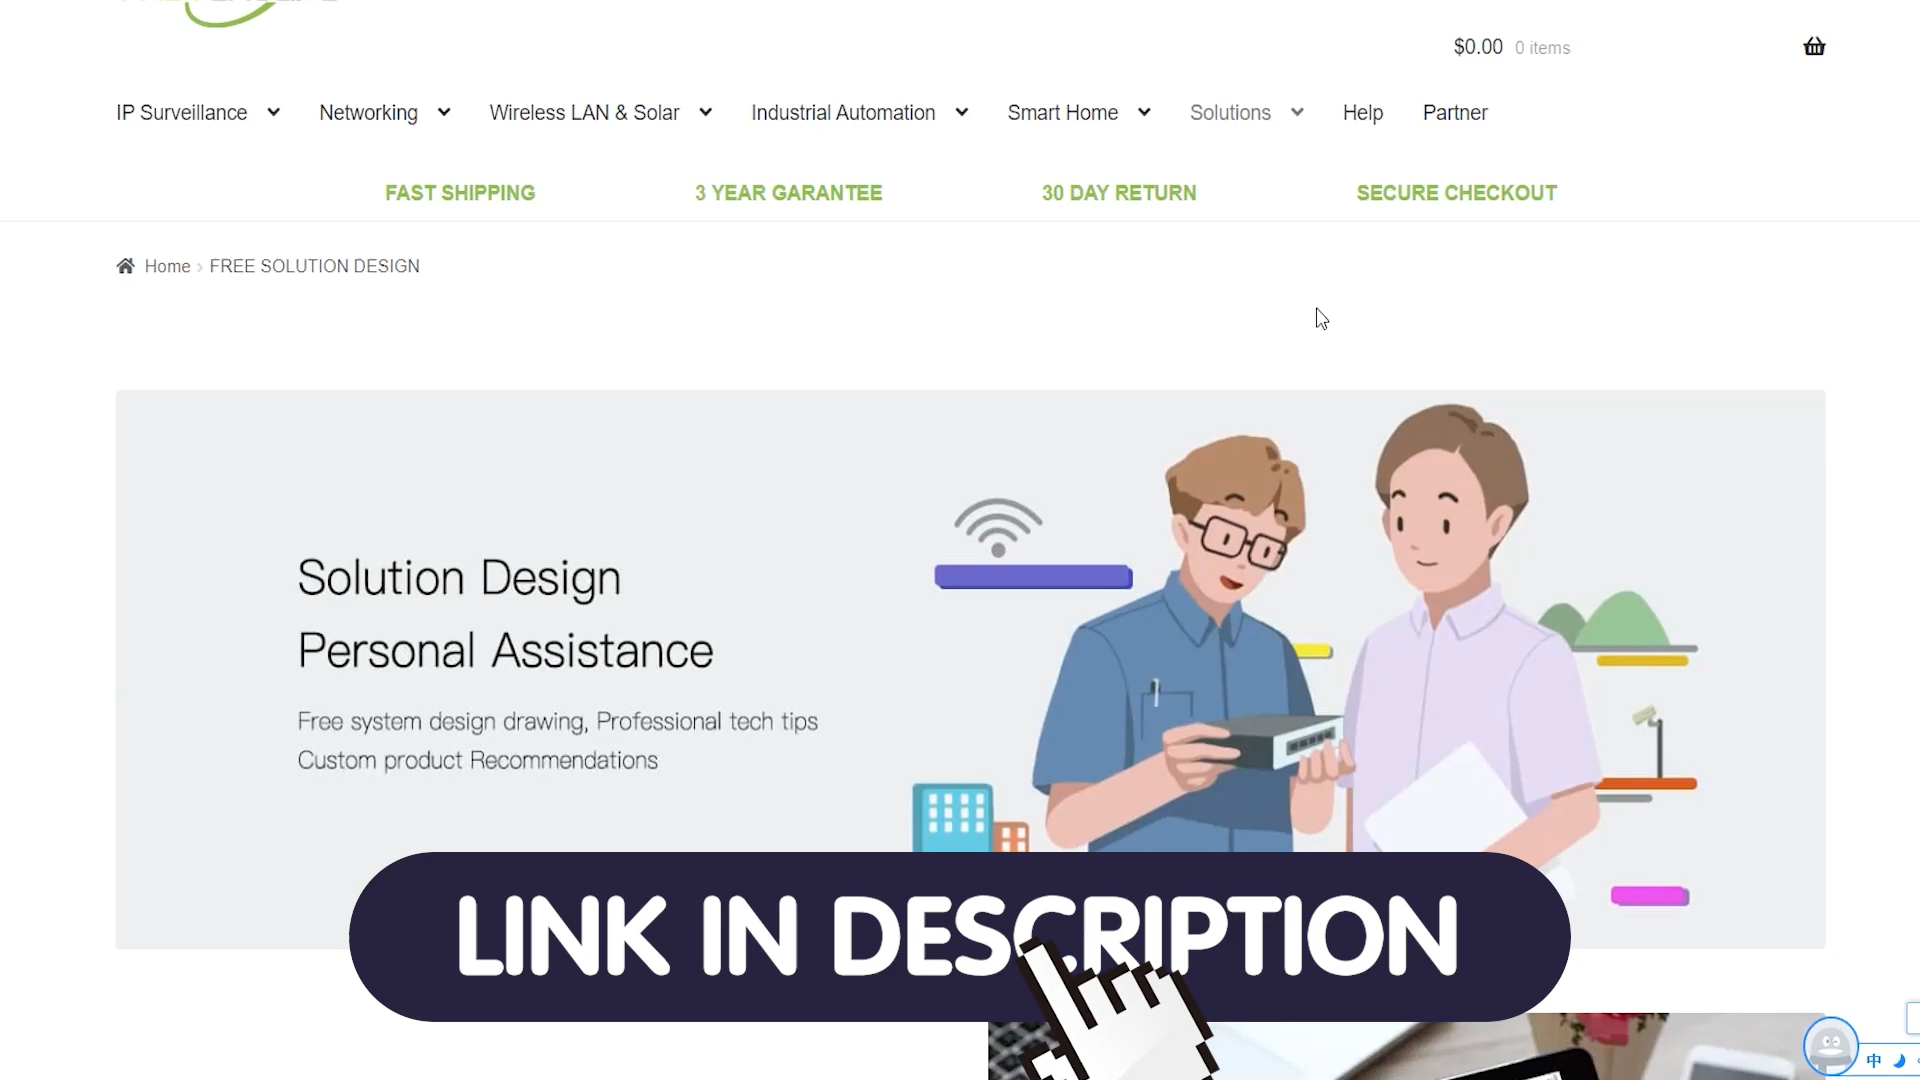 $0.00 0 items
IP Surveillance Networking Wireless LAN & Solar Industrial Automation Smart Home Solutions Help Partner
FAST SHIPPING 3 YEAR GARANTEE 30 DAY RETURN SECURE CHECKOUT
Home › FREE SOLUTION DESIGN
Solution Design
Personal Assistance
Free system design drawing, Professional tech tips
Custom product Recommendations
LINK IN DESCRIPTION
中